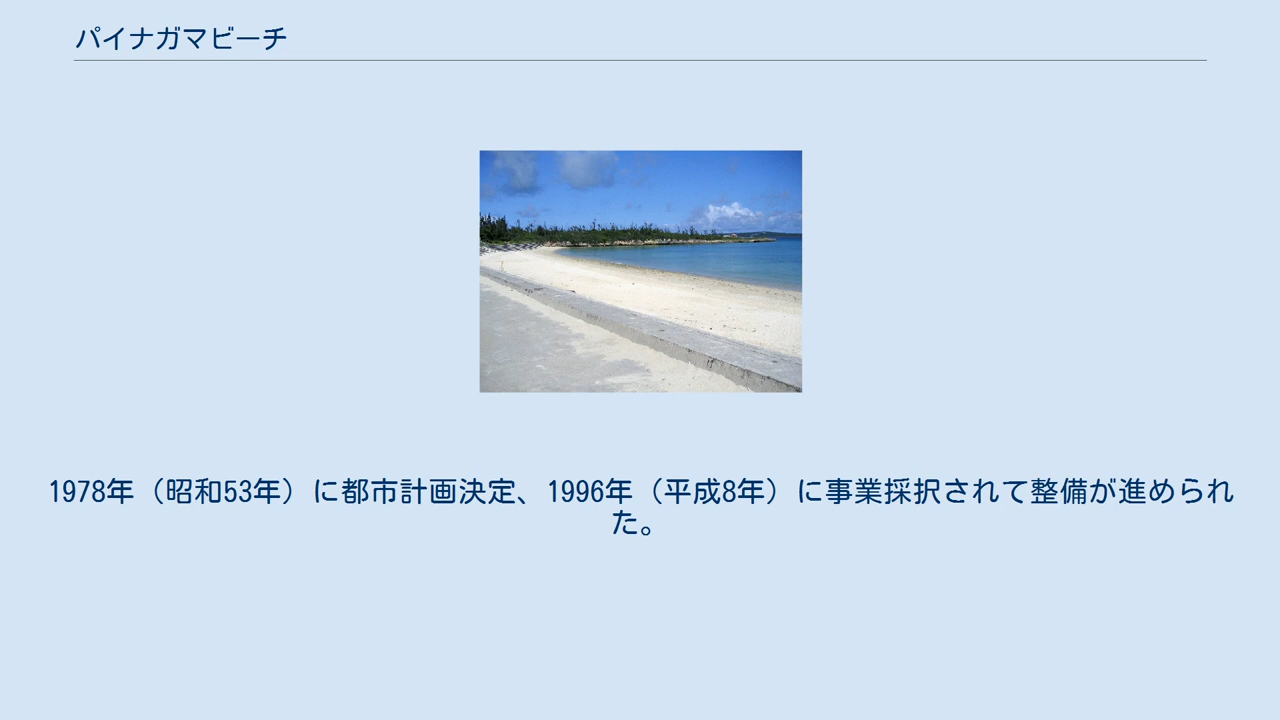 パイナガマビーチ
1978年（昭和53年）に都市計画決定、1996年（平成8年）に事業採択されて整備が進められ
た。